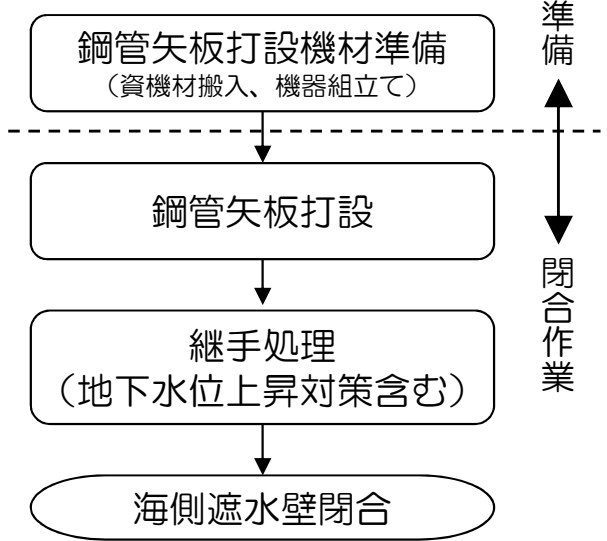 鋼管矢板打設機材準備
（資機材搬入、機器組立て）
鋼管矢板打設
継手処理
（地下水位上昇対策含む）
海側遮水壁閉合
準備
閉合作業